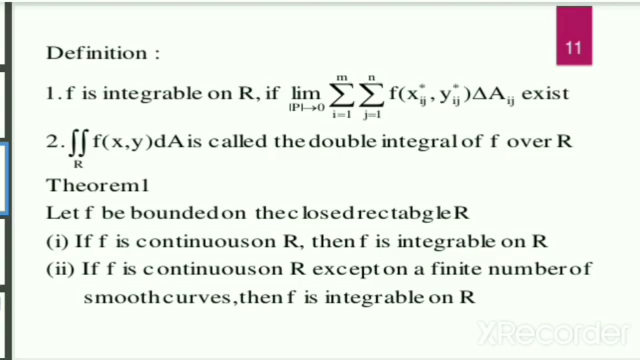 11
Definition :
1. f is integrable on R, if lim_{|P|→0} ∑_{i=1}^{m} ∑_{j=1}^{n} f(x*_{ij}, y*_{ij})ΔA_{ij} exist
2. ∬_R f(x, y)dA is called the double integral of f over R
Theorem1
Let f be bounded on the closed rectabgle R
(i) If f is continuous on R, then f is integrable on R
(ii) If f is continuous on R except on a finite number of
smooth curves, then f is integrable on R
XRecorder